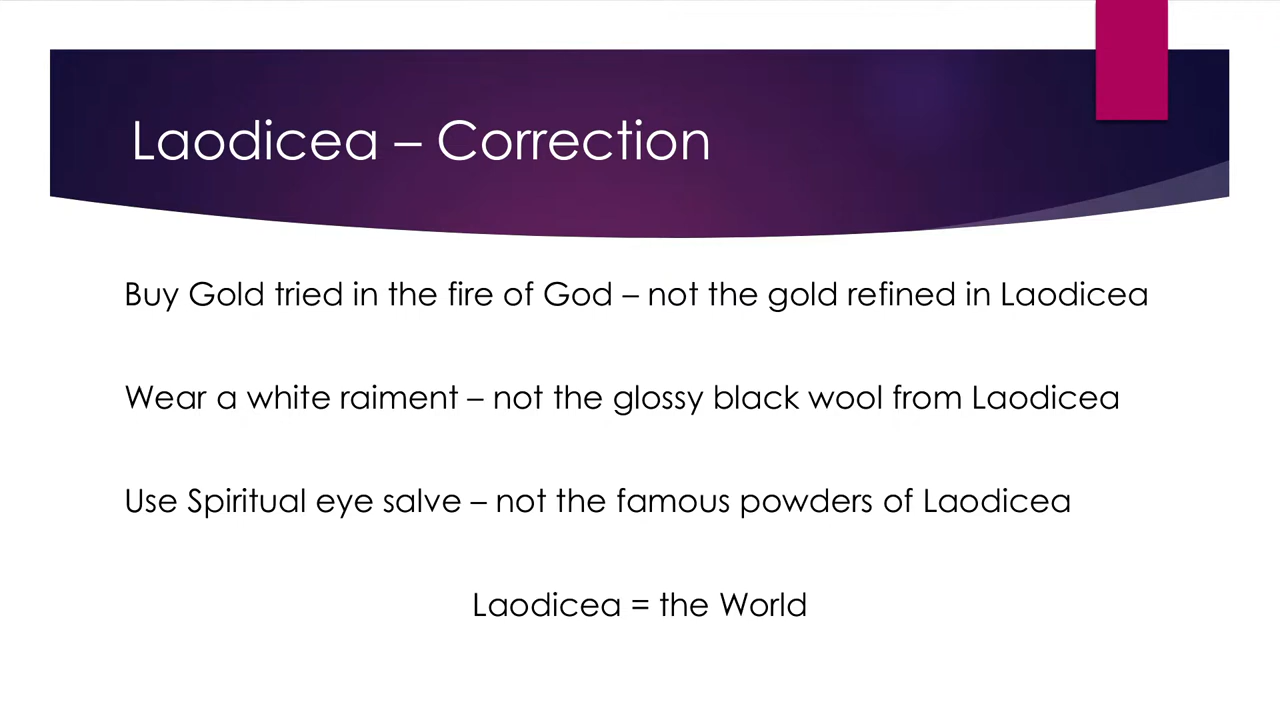 Laodicea – Correction
Buy Gold tried in the fire of God – not the gold refined in Laodicea
Wear a white raiment – not the glossy black wool from Laodicea
Use Spiritual eye salve – not the famous powders of Laodicea
Laodicea = the World